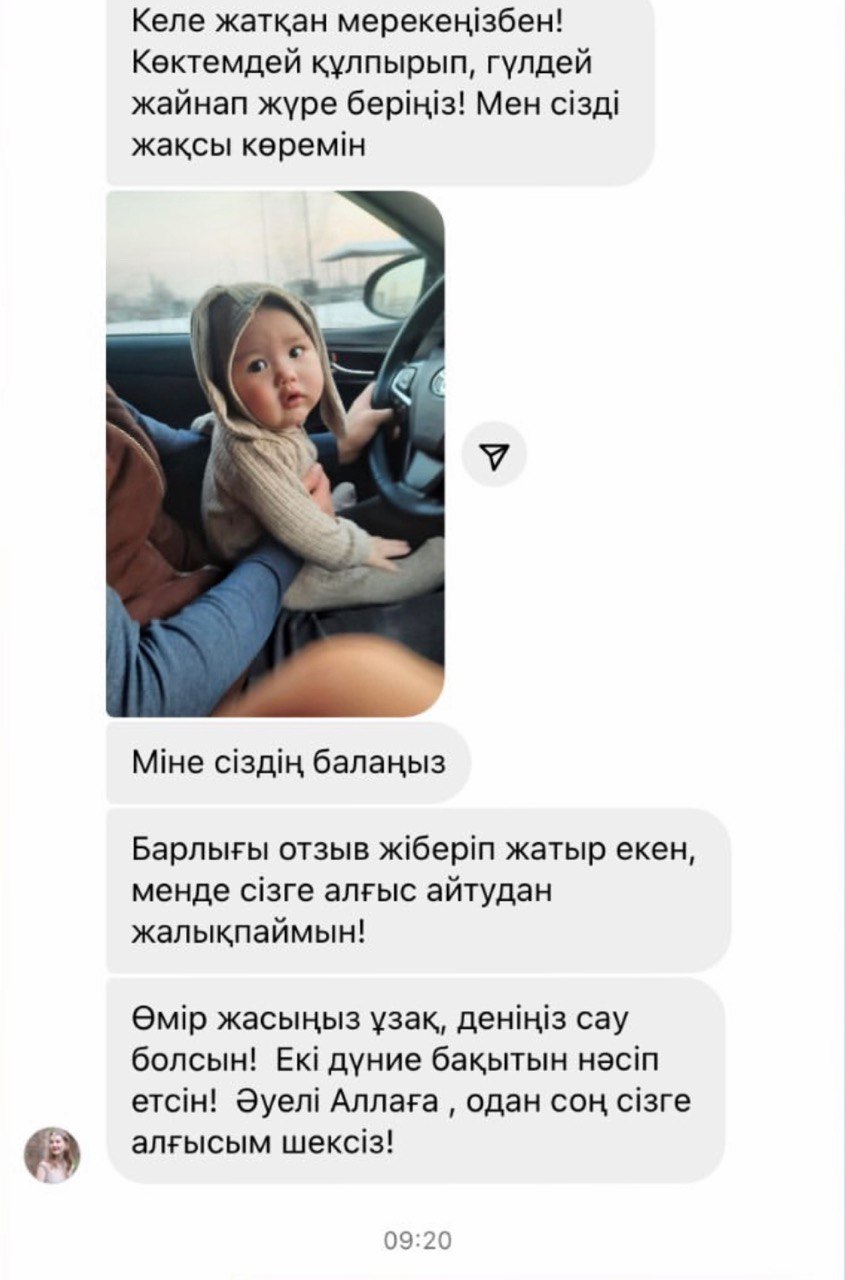 Келе жатқан мерекеңізбен!
Көктемдей құлпырып, гүлдей
жайнап жүре беріңіз! Мен сізді
жақсы көремін
Міне сіздің балаңыз
Барлығы отзыв жіберіп жатыр екен,
менде сізге алғыс айтудан
жалықпаймын!
Өмір жасыңыз ұзақ, деніңіз сау
болсын!  Екі дүние бақытын нәсіп
етсін!  Әуелі Аллаға , одан соң сізге
алғысым шексіз!
09:20